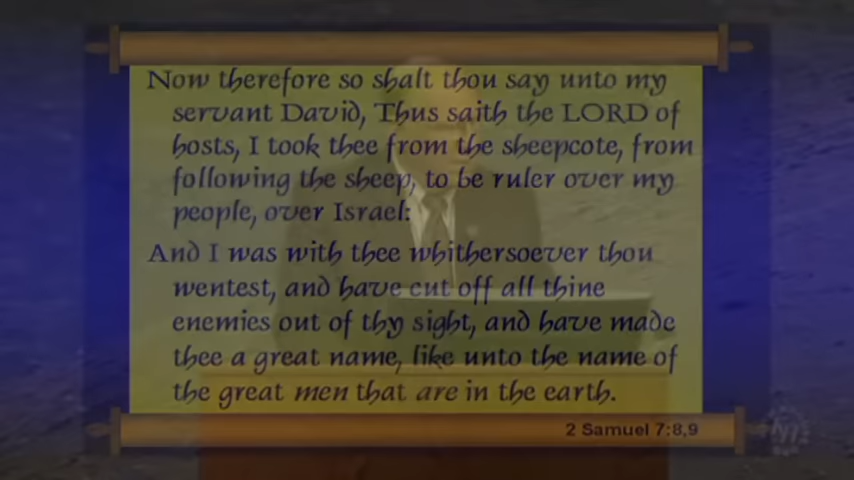 Now therefore so shalt thou say unto my
servant David, Thus saith the LORD of
hosts, I took thee from the sheepcote, from
following the sheep, to be ruler over my
people, over Israel:
And I was with thee whithersoever thou
wentest, and have cut off all thine
enemies out of thy sight, and have made
thee a great name, like unto the name of
the great men that are in the earth.
2 Samuel 7:8,9